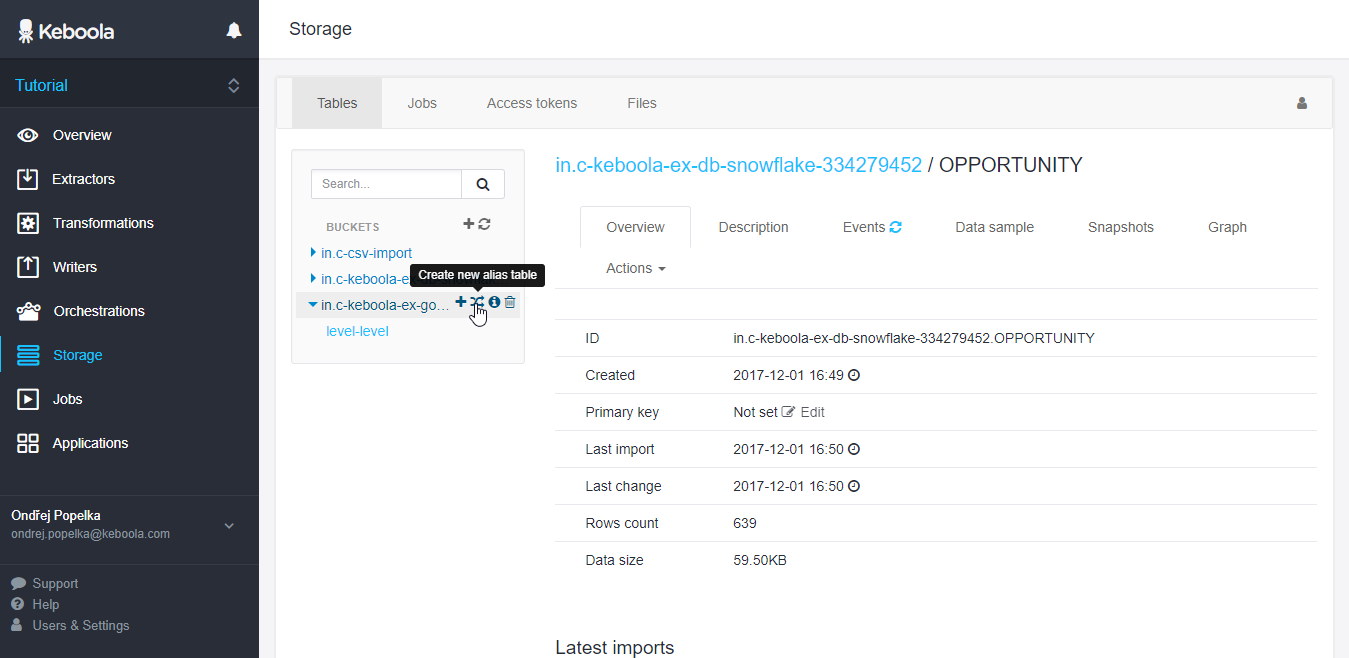 Keboola
Storage
Tutorial
Overview
Extractors
Transformations
Writers
Orchestrations
Storage
Jobs
Applications
Ondřej Popelka
ondrej.popelka@keboola.com
Support
Help
Users & Settings
Tables Jobs Access tokens Files
Search...
BUCKETS
in.c-csv-import
in.c-keboola-ex-
Create new alias table
in.c-keboola-ex-go...
level-level
in.c-keboola-ex-db-snowflake-334279452 / OPPORTUNITY
Overview Description Events Data sample Snapshots Graph
Actions
ID in.c-keboola-ex-db-snowflake-334279452.OPPORTUNITY
Created 2017-12-01 16:49
Primary key Not set Edit
Last import 2017-12-01 16:50
Last change 2017-12-01 16:50
Rows count 639
Data size 59.50KB
Latest imports